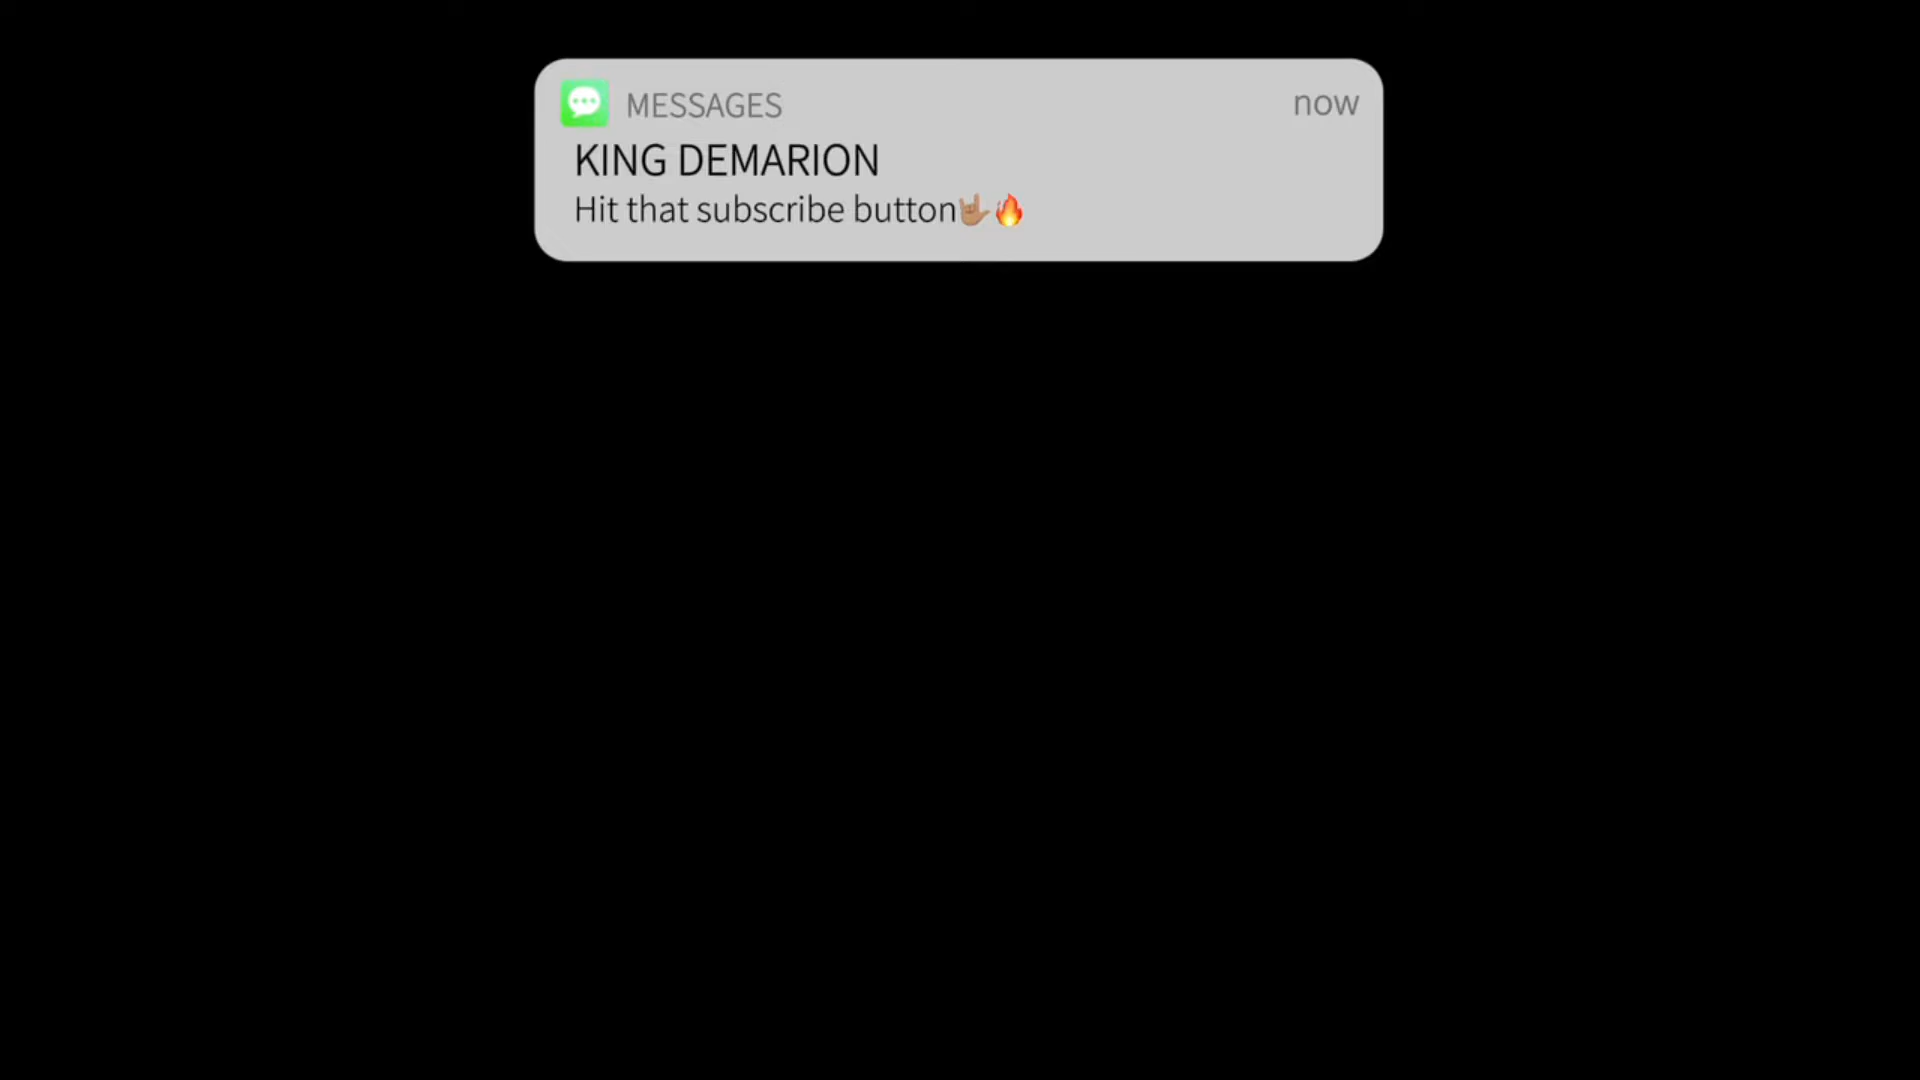 MESSAGES now
KING DEMARION
Hit that subscribe button🤟🏽🔥